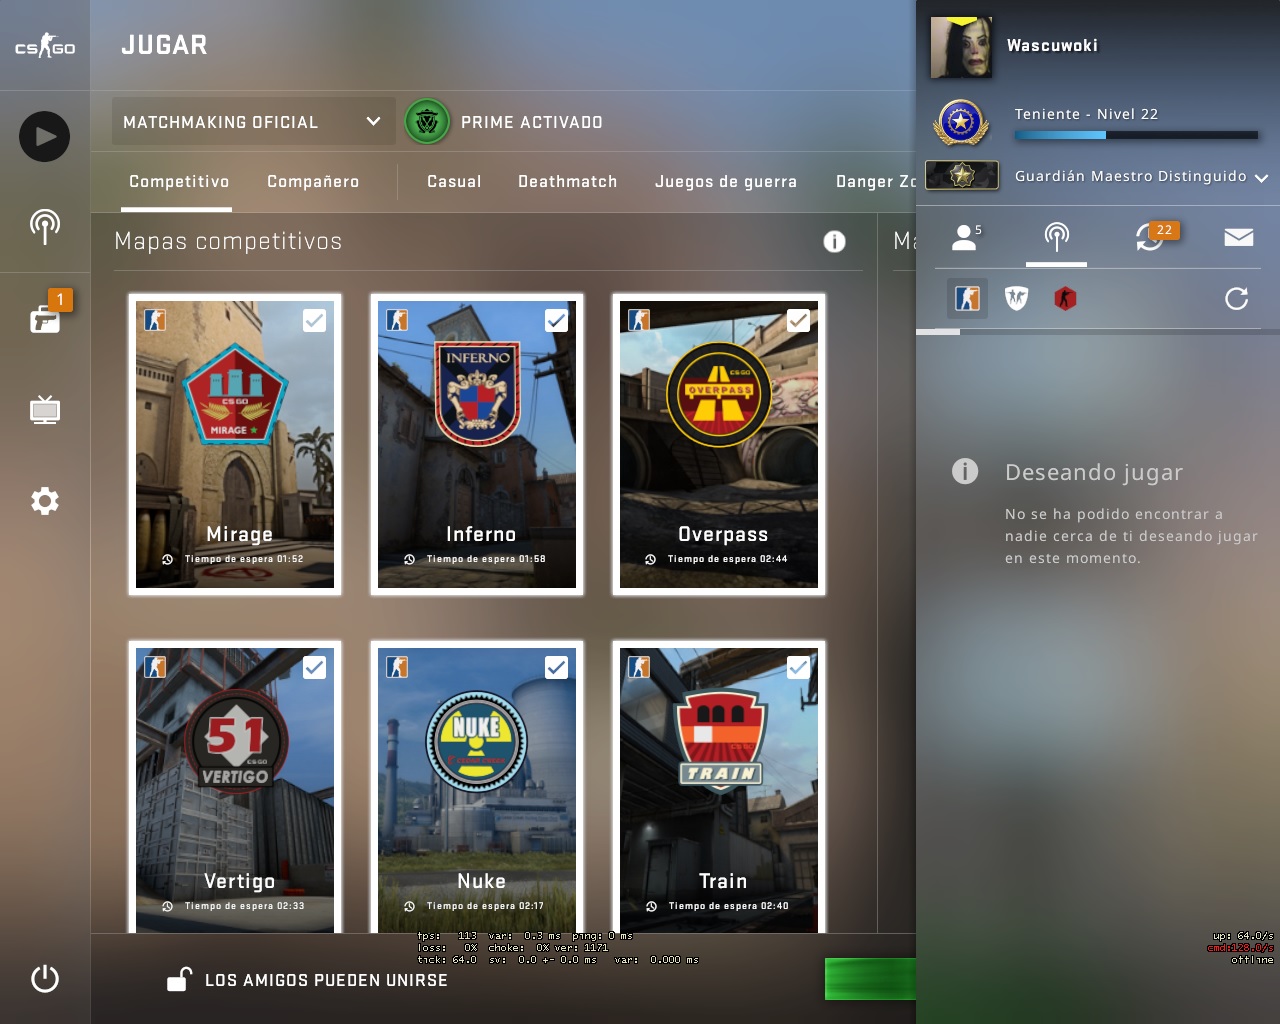 CS GO
JUGAR
Wascuwoki
MATCHMAKING OFICIAL
PRIME ACTIVADO
Teniente - Nivel 22
Guardián Maestro Distinguido
Competitivo
Compañero
Casual
Deathmatch
Juegos de guerra
Danger Zo
5
22
Mapas competitivos
Ma
1
CS GO
MIRAGE
Mirage
Tiempo de espera 01:52
INFERNO
Inferno
Tiempo de espera 01:58
CS GO
OVERPASS
Overpass
Tiempo de espera 02:44
Deseando jugar
No se ha podido encontrar a
nadie cerca de ti deseando jugar
en este momento.
51
CS GO
VERTIGO
Vertigo
Tiempo de espera 02:33
NUKE
Nuke
Tiempo de espera 02:17
TRAIN
Train
Tiempo de espera 02:40
fps: 113 var: 0.3 ms ping: 0 ms
loss: 0% choke: 0% ver: 1171
tick: 64.0 sv: 0.0 +- 0.0 ms var: 0.000 ms
up: 64.0/s
cmd:128.0/s
offline
LOS AMIGOS PUEDEN UNIRSE